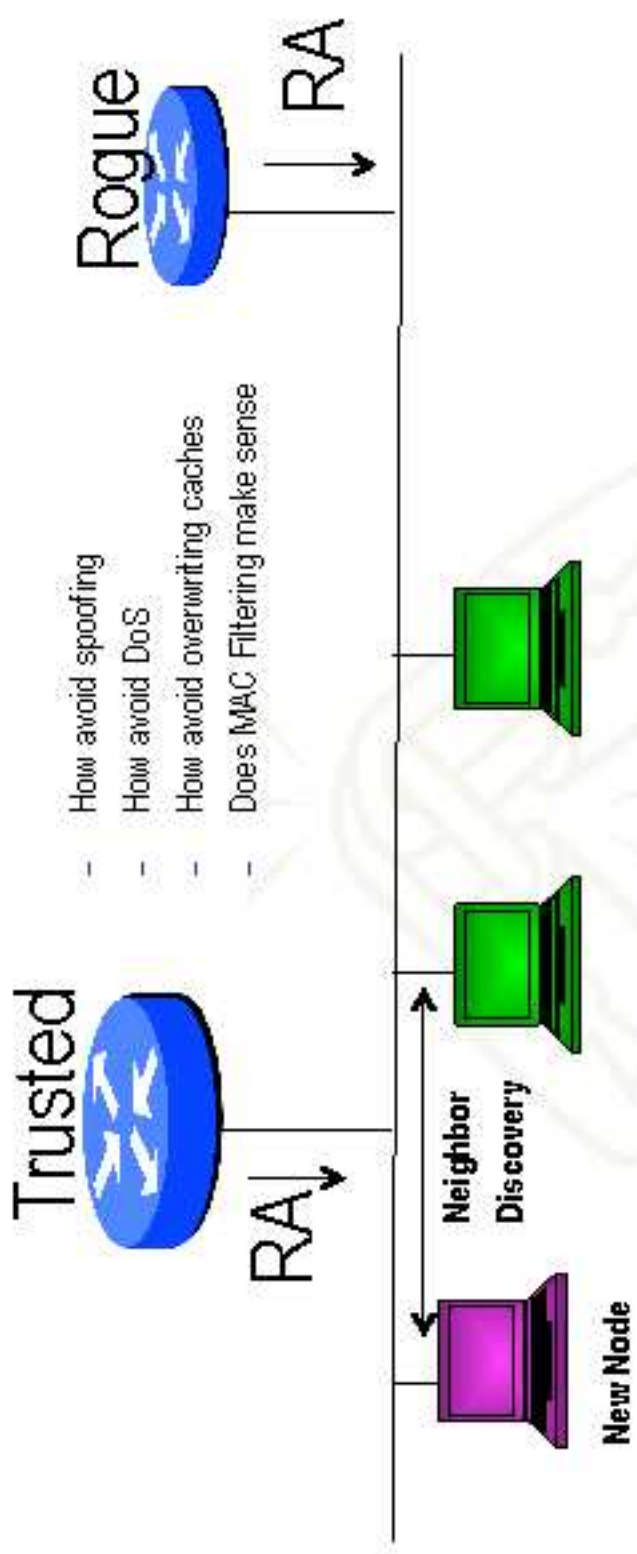 Trusted
Rogue
- How avoid spoofing
- How avoid DoS
- How avoid overwriting caches
- Does MAC Filtering make sense
RA
RA
Neighbor
Discovery
New Node